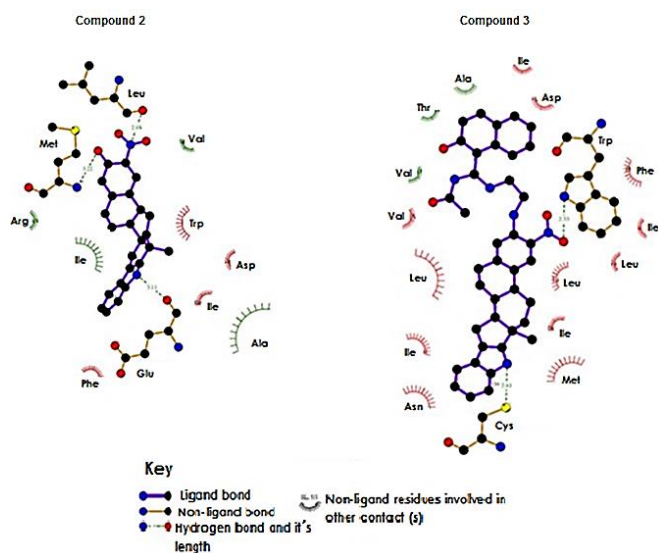 Compound 2
Compound 3
Leu
Met
Val
Arg
Trp
Ile
Asp
Ile
Ala
Glu
Phe
Ile
Ala
Asp
Thr
Trp
Phe
Val
Val
Ile
Leu
Leu
Leu
Ile
Ile
Met
Asn
Cys
Key
Ligand bond
Non-ligand bond
Hydrogen bond and it's
length
Non-ligand residues involved in
other contact (s)